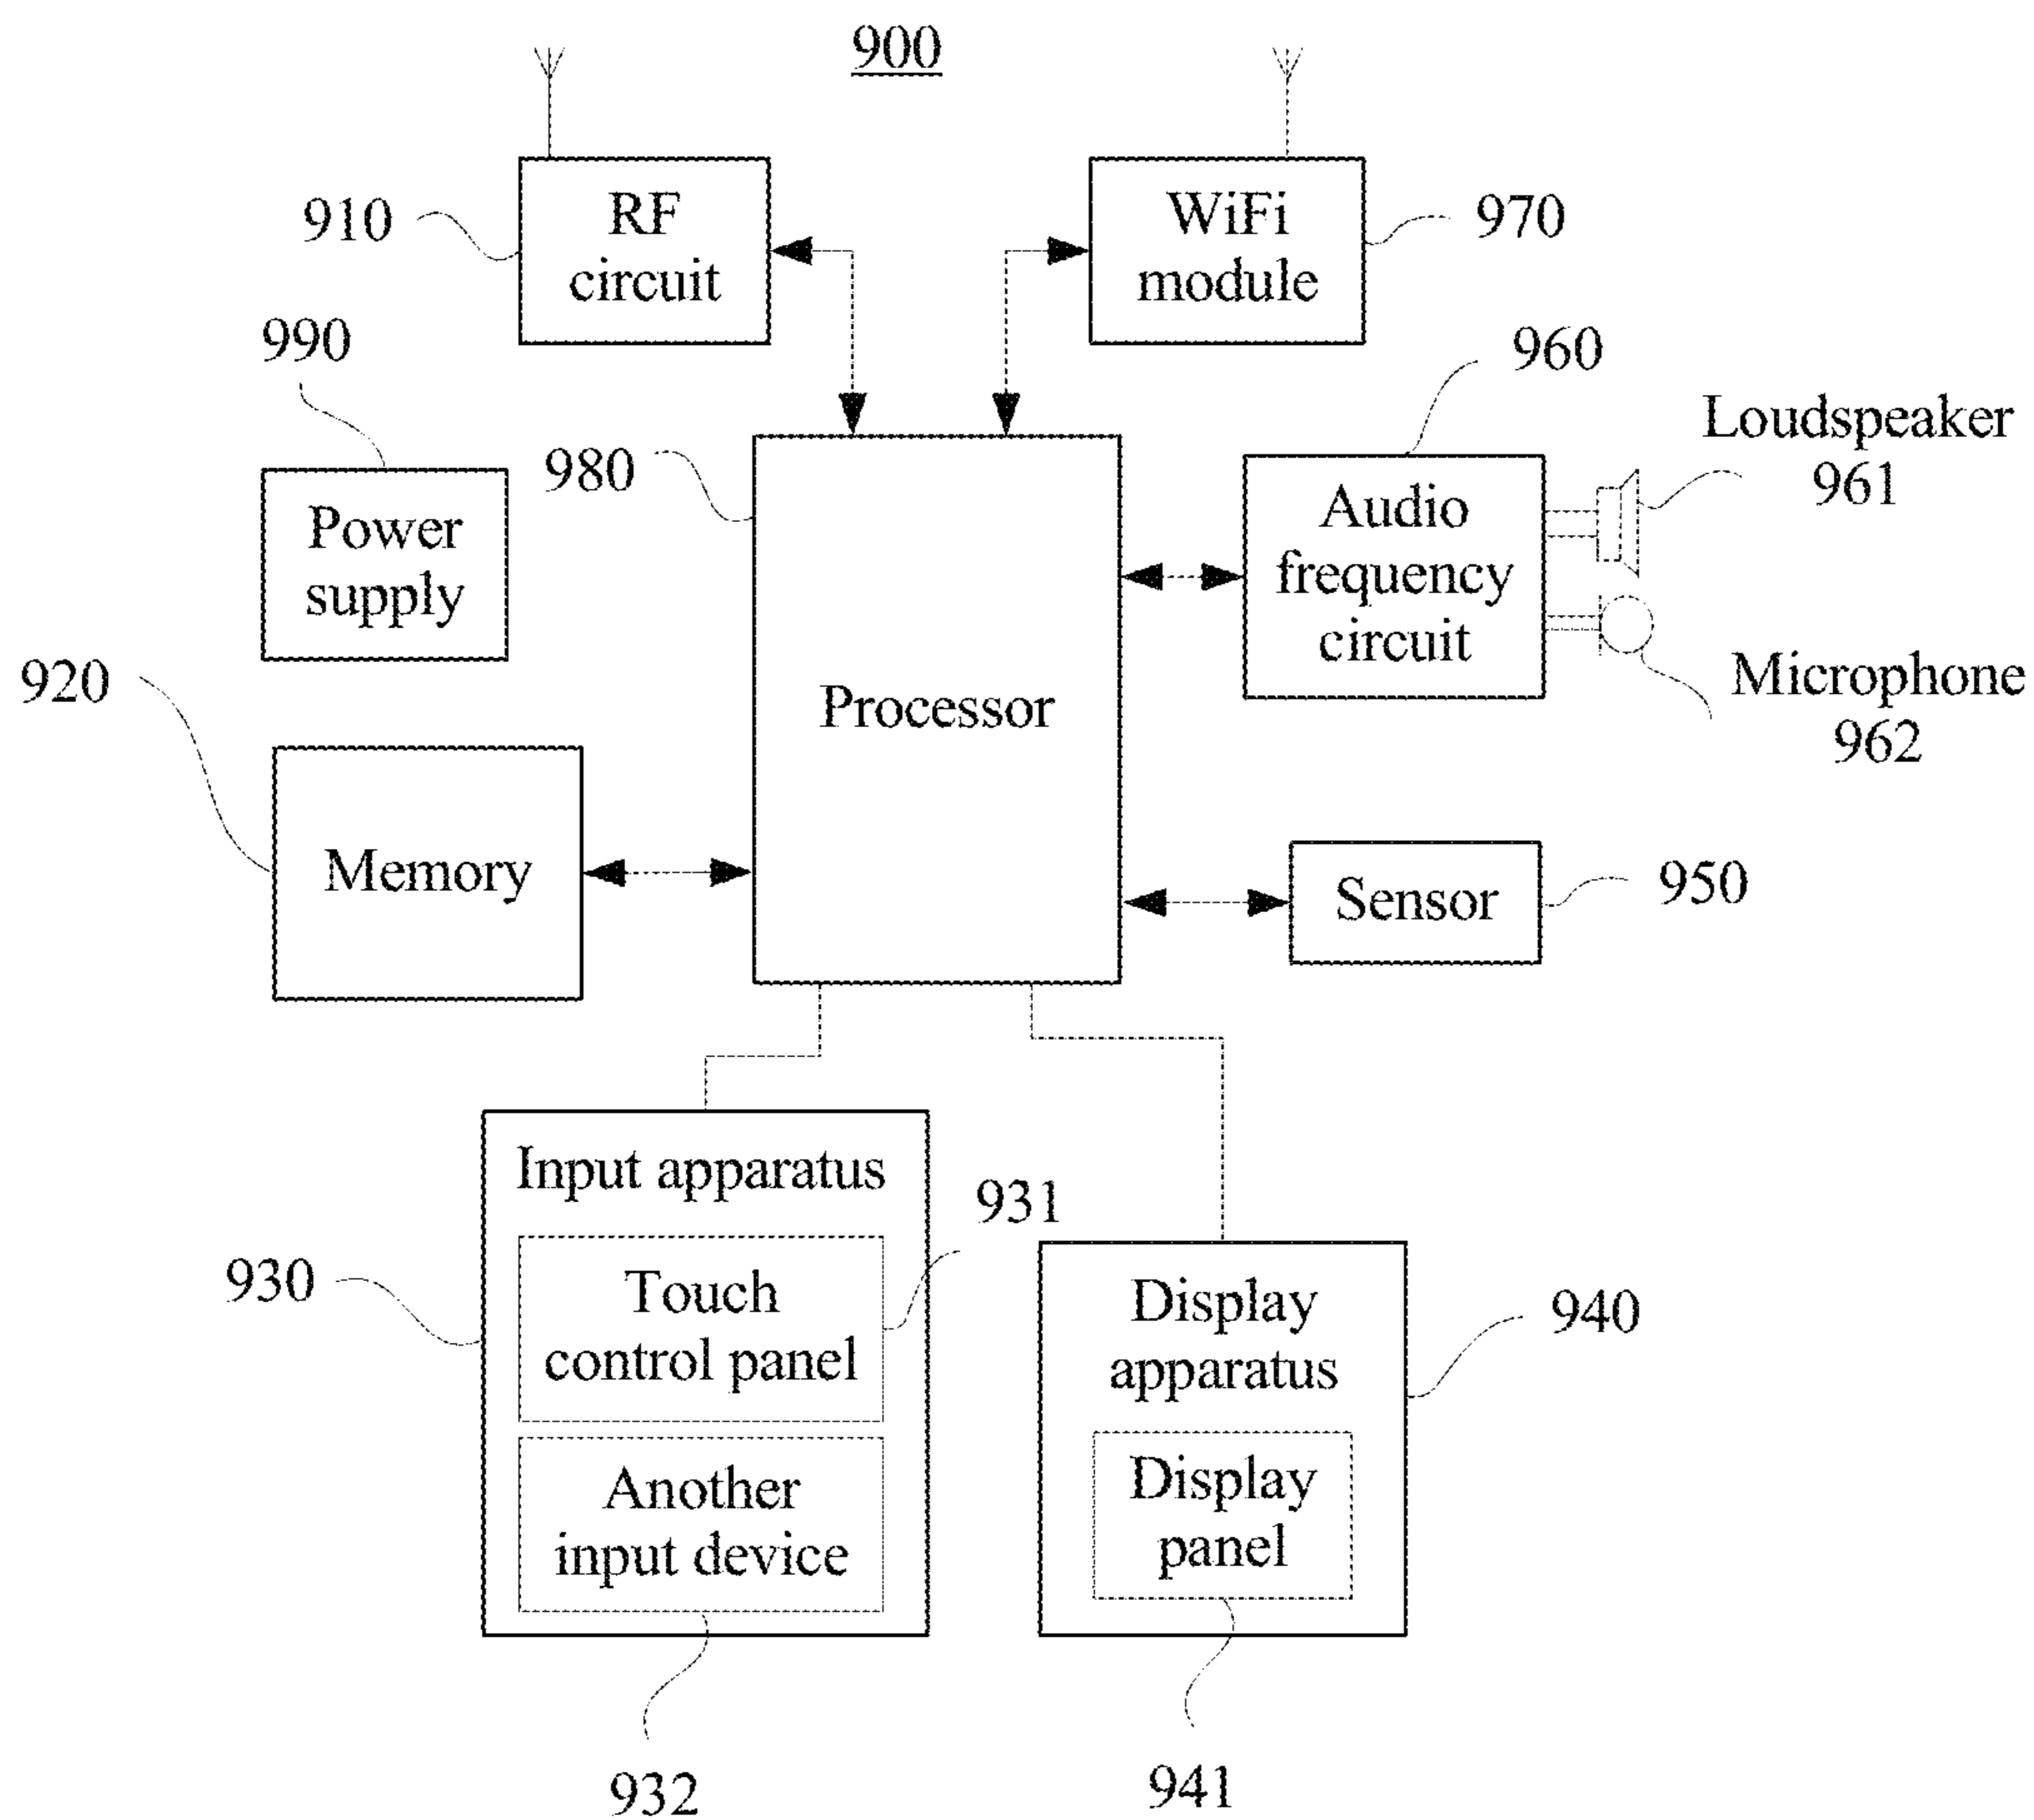 900
910
RF
circuit
WiFi
module
970
990
960
Power
supply
980
Processor
Audio
frequency
circuit
Loudspeaker
961
Microphone
962
920
Memory
Sensor
950
Input apparatus
931
930
Touch
control panel
Another
input device
932
Display
apparatus
940
Display
panel
941